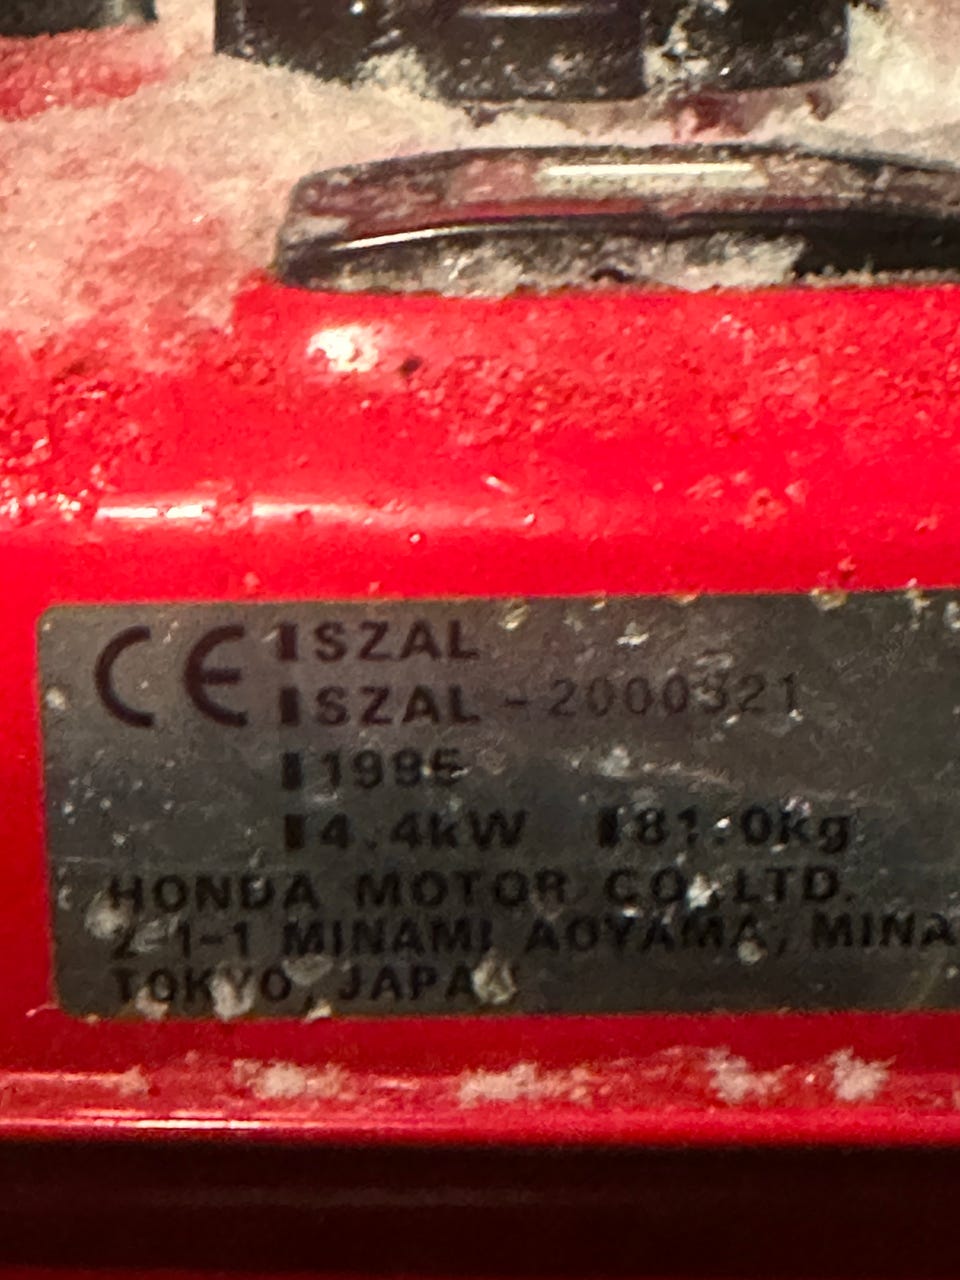 CE ▮SZAL
▮SZAL-2000321
▮1995
▮4.4kW ▮81.0kg
HONDA MOTOR CO.,LTD.
2-1-1 MINAMI AOYAMA, MINA
TOKYO, JAPAN